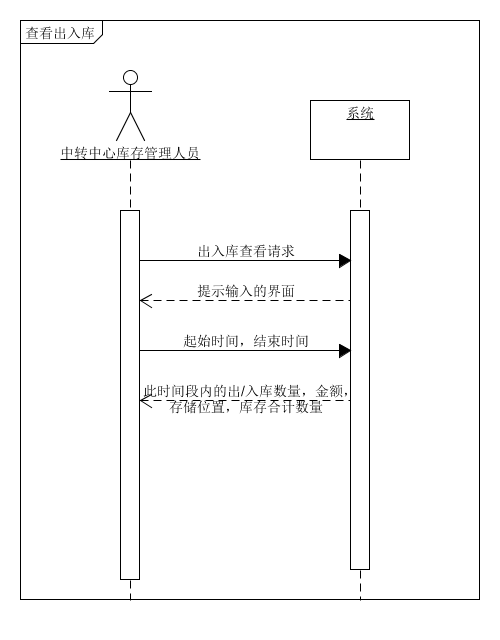 查看出入库
系统
中转中心库存管理人员
出入库查看请求
提示输入的界面
起始时间，结束时间
此时间段内的出/入库数量，金额，
存储位置，库存合计数量